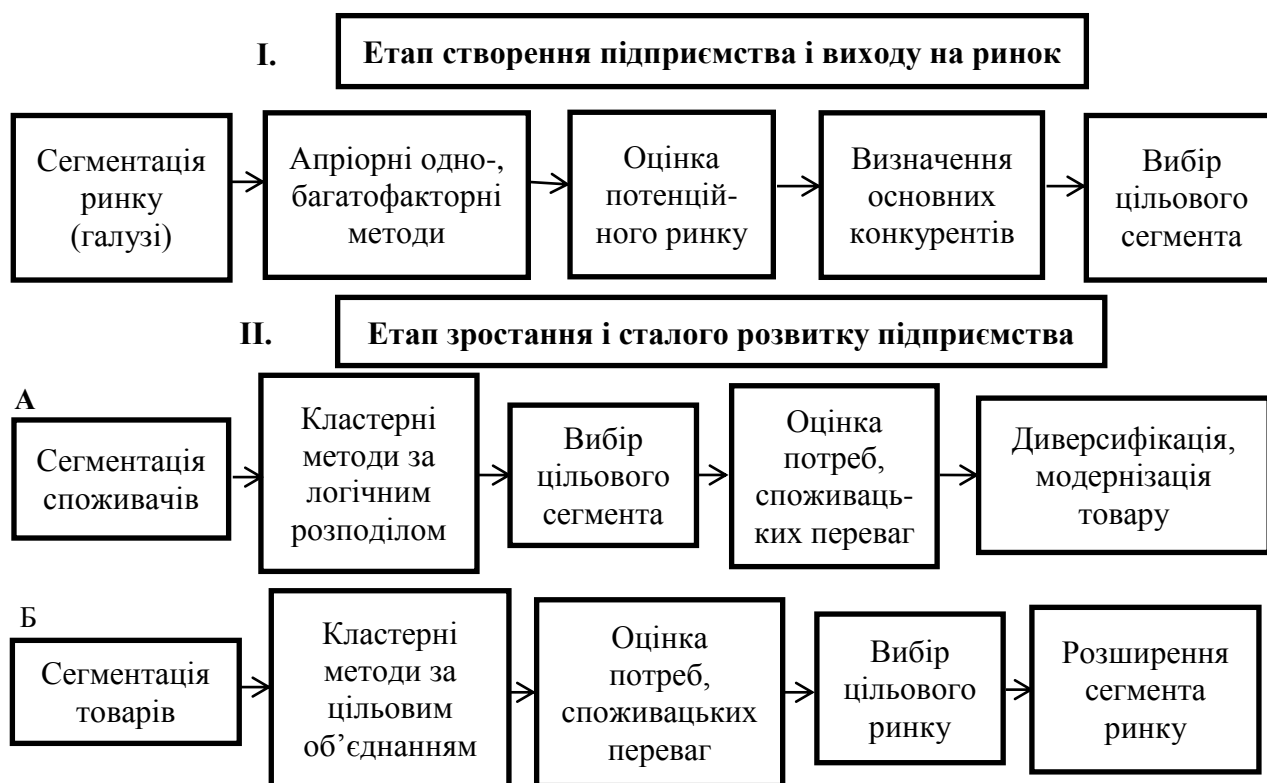 I. Етап створення підприємства і виходу на ринок
Сегментація
ринку
(галузі)
Апріорні одно-,
багатофакторні
методи
Оцінка
потенцій-
ного ринку
Визначення
основних
конкурентів
Вибір
цільового
сегмента
II. Етап зростання і сталого розвитку підприємства
А
Сегментація
споживачів
Кластерні
методи за
логічним
розподілом
Вибір
цільового
сегмента
Оцінка
потреб,
споживаць-
ких переваг
Диверсифікація,
модернізація
товару
Б
Сегментація
товарів
Кластерні
методи за
цільовим
об’єднанням
Оцінка
потреб,
споживацьких
переваг
Вибір
цільового
ринку
Розширення
сегмента
ринку